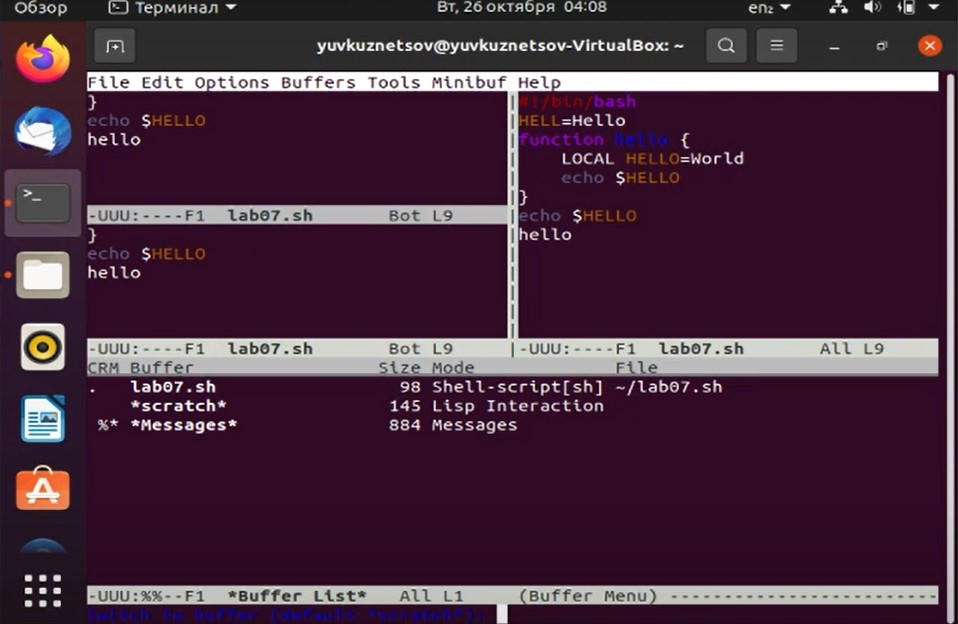 Обзор Терминал Вт, 26 октября 04:08 en₂
yuvkuznetsov@yuvkuznetsov-VirtualBox: ~
File Edit Options Buffers Tools Minibuf Help
}
echo $HELLO
hello
-UUU:----F1 lab07.sh Bot L9
}
echo $HELLO
hello
-UUU:----F1 lab07.sh Bot L9
#!/bin/bash
HELL=Hello
function hello {
LOCAL HELLO=World
echo $HELLO
}
echo $HELLO
hello
-UUU:----F1 lab07.sh All L9
CRM Buffer Size Mode File
. lab07.sh 98 Shell-script[sh] ~/lab07.sh
*scratch* 145 Lisp Interaction
%* *Messages* 884 Messages
-UUU:%%--F1 *Buffer List* All L1 (Buffer Menu) -------------------------
Switch to buffer (default *scratch*):